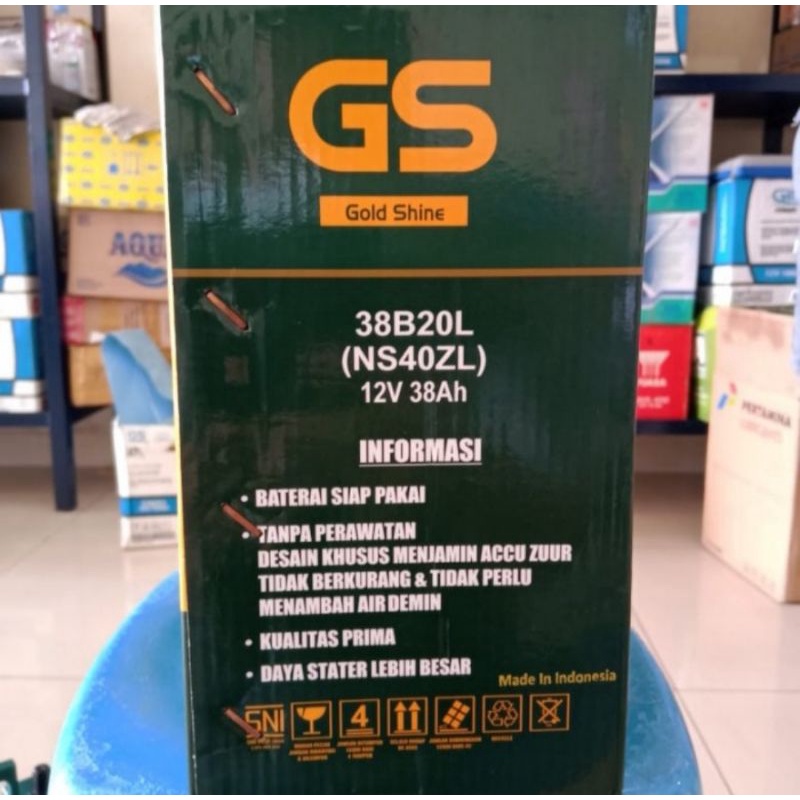 GS
Gold Shine
38B20L
(NS40ZL)
12V 38Ah
INFORMASI
• BATERAI SIAP PAKAI
• TANPA PERAWATAN
DESAIN KHUSUS MENJAMIN ACCU ZUUR
TIDAK BERKURANG & TIDAK PERLU
MENAMBAH AIR DEMIN
• KUALITAS PRIMA
• DAYA STATER LEBIH BESAR
Made In Indonesia
SNI
4
AQUA
GS
PERTAMINA